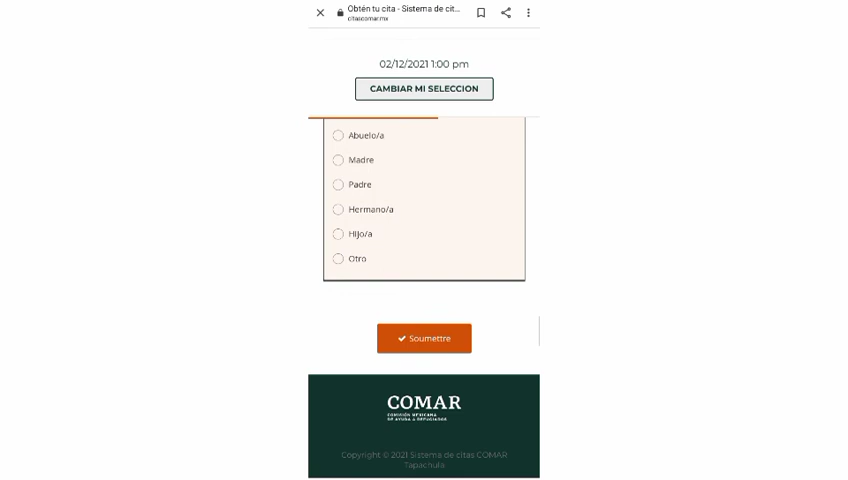 Obtén tu cita - Sistema de cit...
citascomar.mx
02/12/2021 1:00 pm
CAMBIAR MI SELECCION
Abuelo/a
Madre
Padre
Hermano/a
Hijo/a
Otro
Soumettre
COMAR
COMISIÓN MEXICANA
DE AYUDA A REFUGIADOS
Copyright © 2021 Sistema de citas COMAR
Tapachula